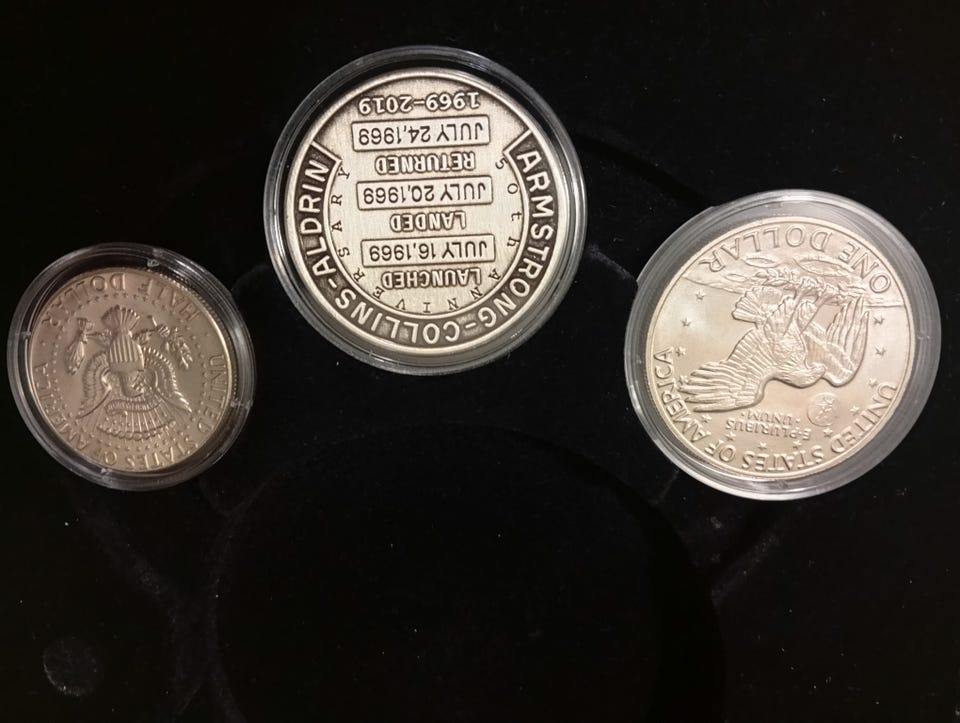 UNITED STATES OF AMERICA
HALF DOLLAR
ARMSTRONG-COLLINS-ALDRIN
50th ANNIVERSARY
LAUNCHED
JULY 16,1969
LANDED
JULY 20,1969
RETURNED
JULY 24,1969
1969-2019
UNITED STATES OF AMERICA
E·PLURIBUS
·UNUM·
ONE DOLLAR